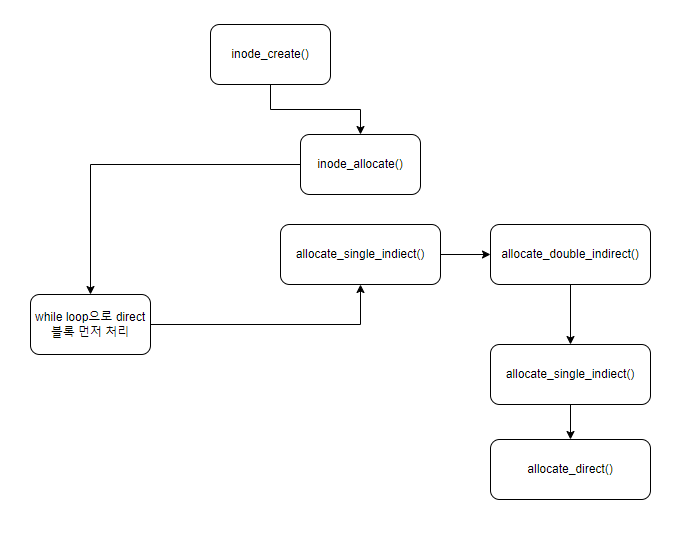 inode_create()
inode_allocate()
allocate_single_indiect()
allocate_double_indirect()
while loop으로 direct
블록 먼저 처리
allocate_single_indiect()
allocate_direct()